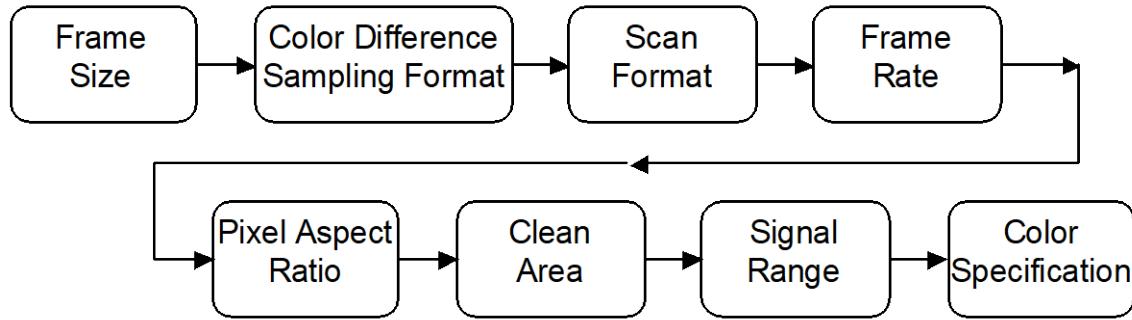 Frame
Size
Color Difference
Sampling Format
Scan
Format
Frame
Rate
Pixel Aspect
Ratio
Clean
Area
Signal
Range
Color
Specification